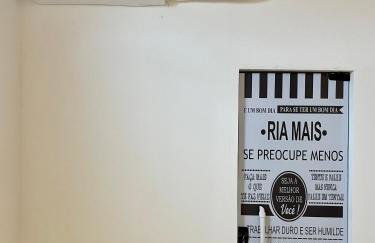 É UM BOM DIA PARA SE TER UM BOM DIA
•RIA MAIS•
SE PREOCUPE MENOS
FAÇA MAIS
O QUE
TE FAZ FELIZ
SEJA A
MELHOR
VERSÃO DE
Você!
TENTE E FALHE
MAS NUNCA
FALHE EM TENTAR
TRABALHAR DURO E SER HUMILDE